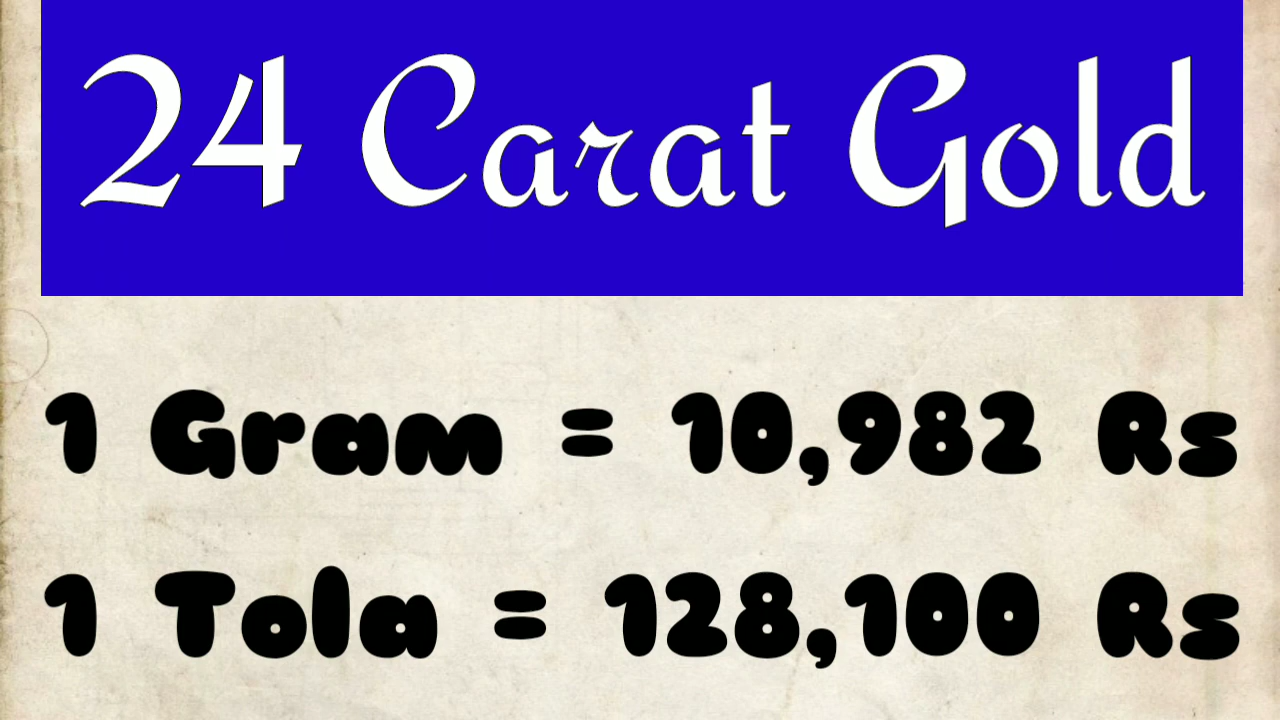 24 Carat Gold
1 Gram = 10,982 Rs
1 Tola = 128,100 Rs